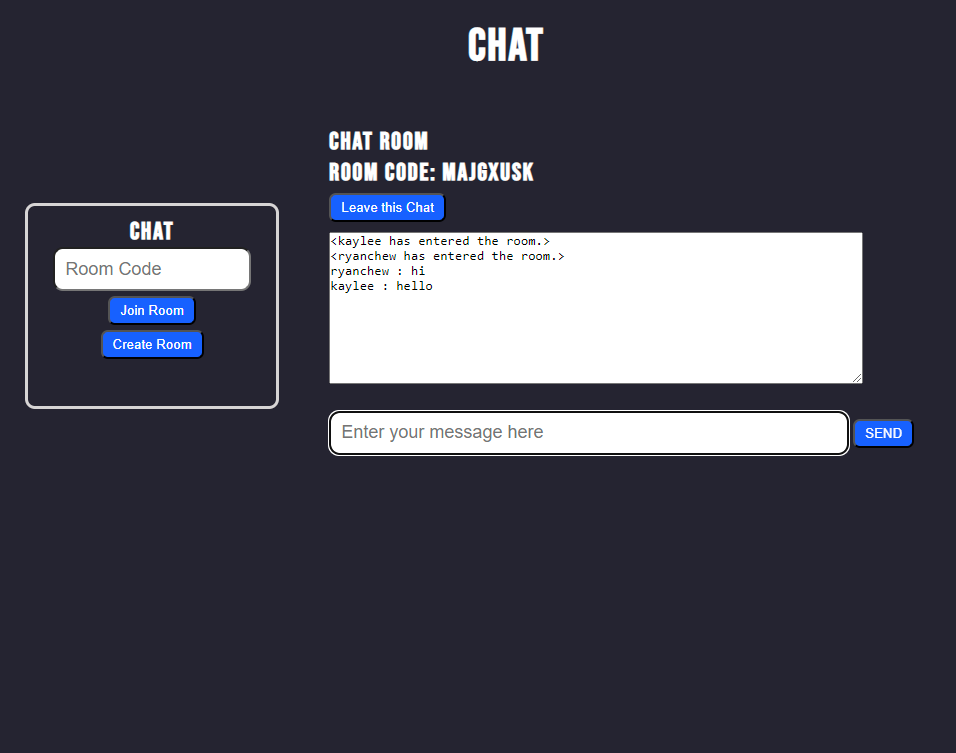 CHAT
CHAT ROOM
ROOM CODE: MAJGXUSK
Leave this Chat
<kaylee has entered the room.>
<ryanchew has entered the room.>
ryanchew : hi
kaylee : hello
Enter your message here
SEND
CHAT
Room Code
Join Room
Create Room